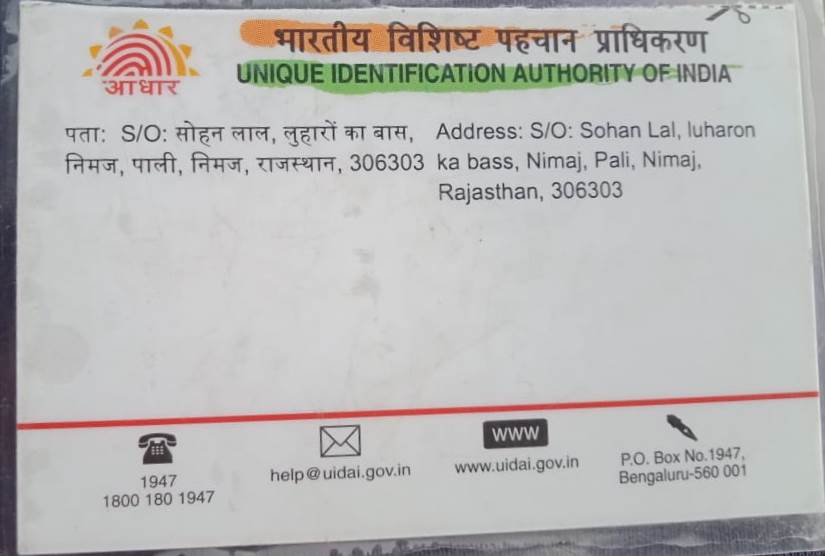 भारतीय विशिष्ट पहचान प्राधिकरण
UNIQUE IDENTIFICATION AUTHORITY OF INDIA
आधार
पता: S/O: सोहन लाल, लुहारों का बास,
निमज, पाली, निमज, राजस्थान, 306303
Address: S/O: Sohan Lal, luharon
ka bass, Nimaj, Pali, Nimaj,
Rajasthan, 306303
1947
1800 180 1947
help@uidai.gov.in
www
www.uidai.gov.in
P.O. Box No.1947,
Bengaluru-560 001